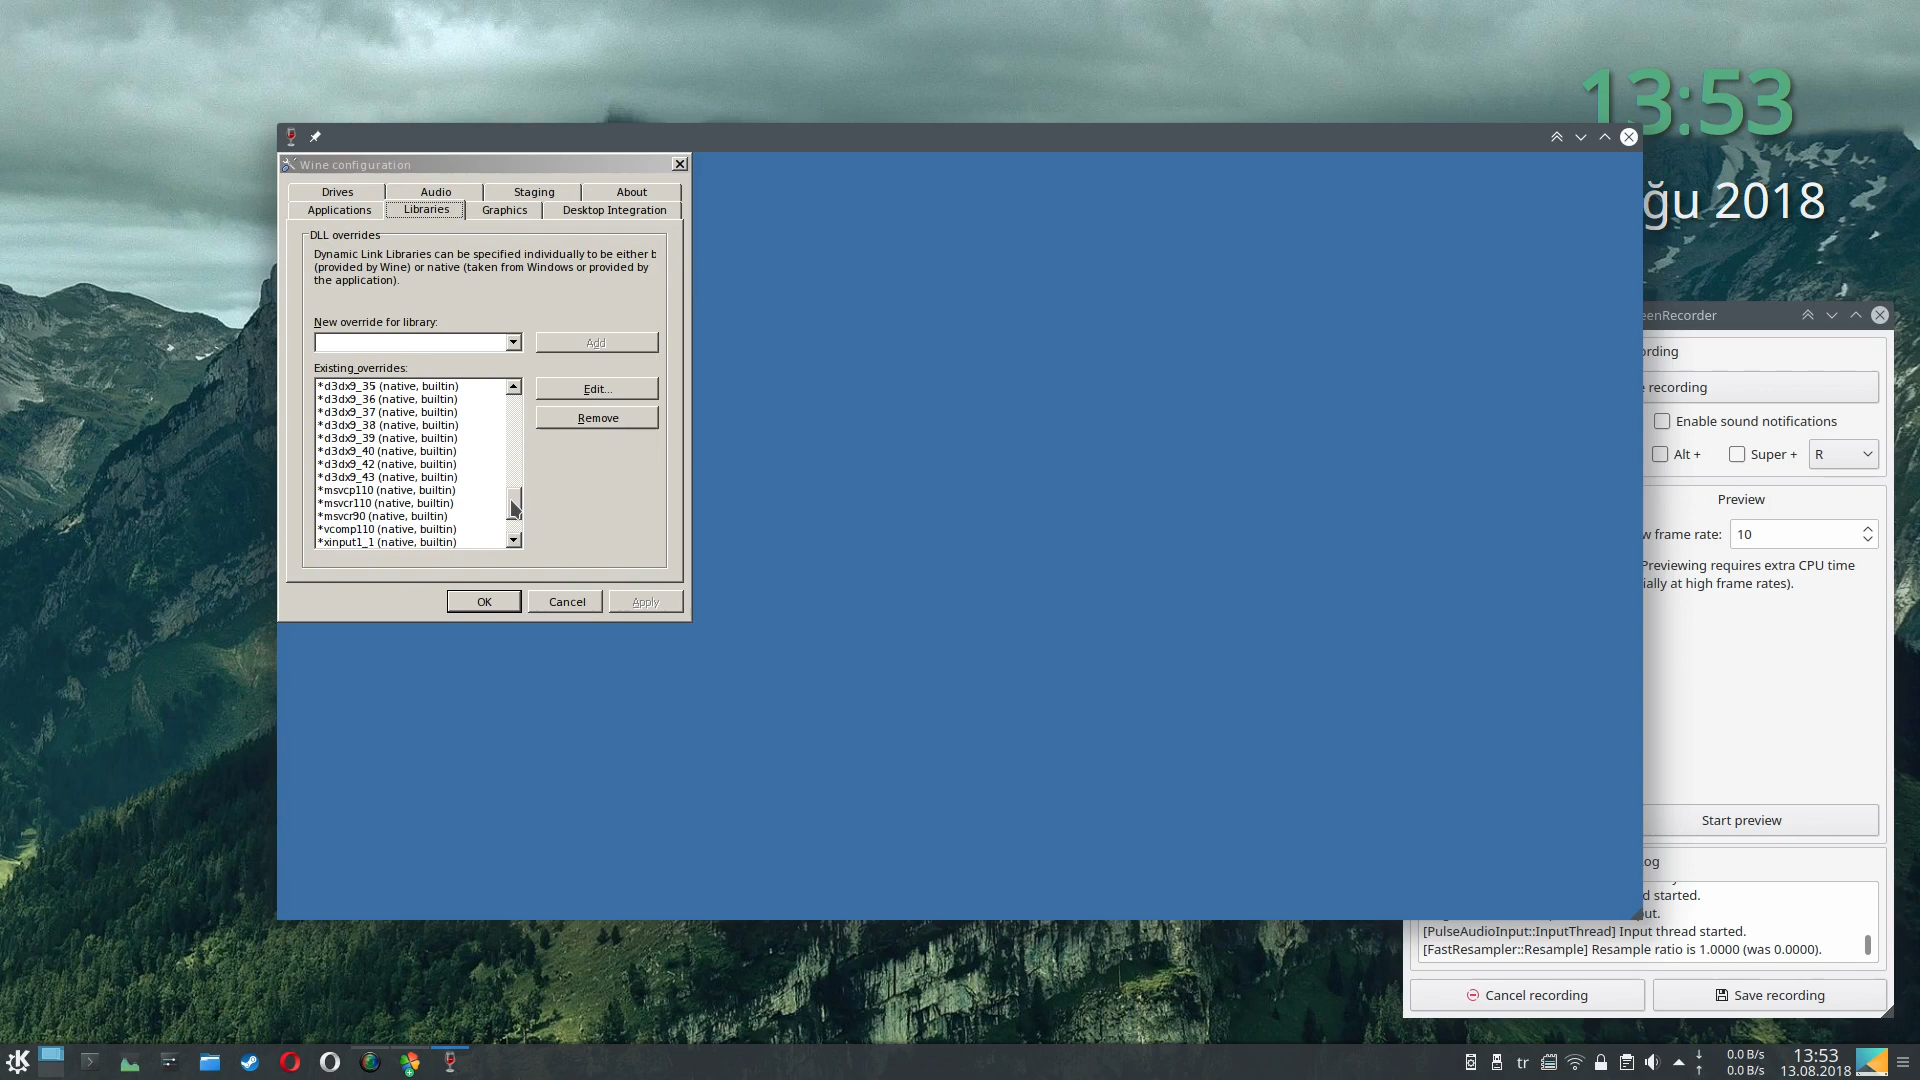 13:53
ğu 2018
Wine configuration
Drives
Audio
Staging
About
Applications
Libraries
Graphics
Desktop Integration
DLL overrides
Dynamic Link Libraries can be specified individually to be either b
(provided by Wine) or native (taken from Windows or provided by
the application).
New override for library:
Add
Existing overrides:
*d3dx9_35 (native, builtin)
*d3dx9_36 (native, builtin)
*d3dx9_37 (native, builtin)
*d3dx9_38 (native, builtin)
*d3dx9_39 (native, builtin)
*d3dx9_40 (native, builtin)
*d3dx9_42 (native, builtin)
*d3dx9_43 (native, builtin)
*msvcp110 (native, builtin)
*msvcr110 (native, builtin)
*msvcr90 (native, builtin)
*vcomp110 (native, builtin)
*xinput1_1 (native, builtin)
Edit...
Remove
OK
Cancel
Apply
eenRecorder
rding
e recording
Enable sound notifications
Alt +
Super +
R
Preview
w frame rate:
10
Previewing requires extra CPU time
ially at high frame rates).
Start preview
og
d started.
ut.
[PulseAudioInput::InputThread] Input thread started.
[FastResampler::Resample] Resample ratio is 1.0000 (was 0.0000).
Cancel recording
Save recording
tr
0.0 B/s
0.0 B/s
13:53
13.08.2018